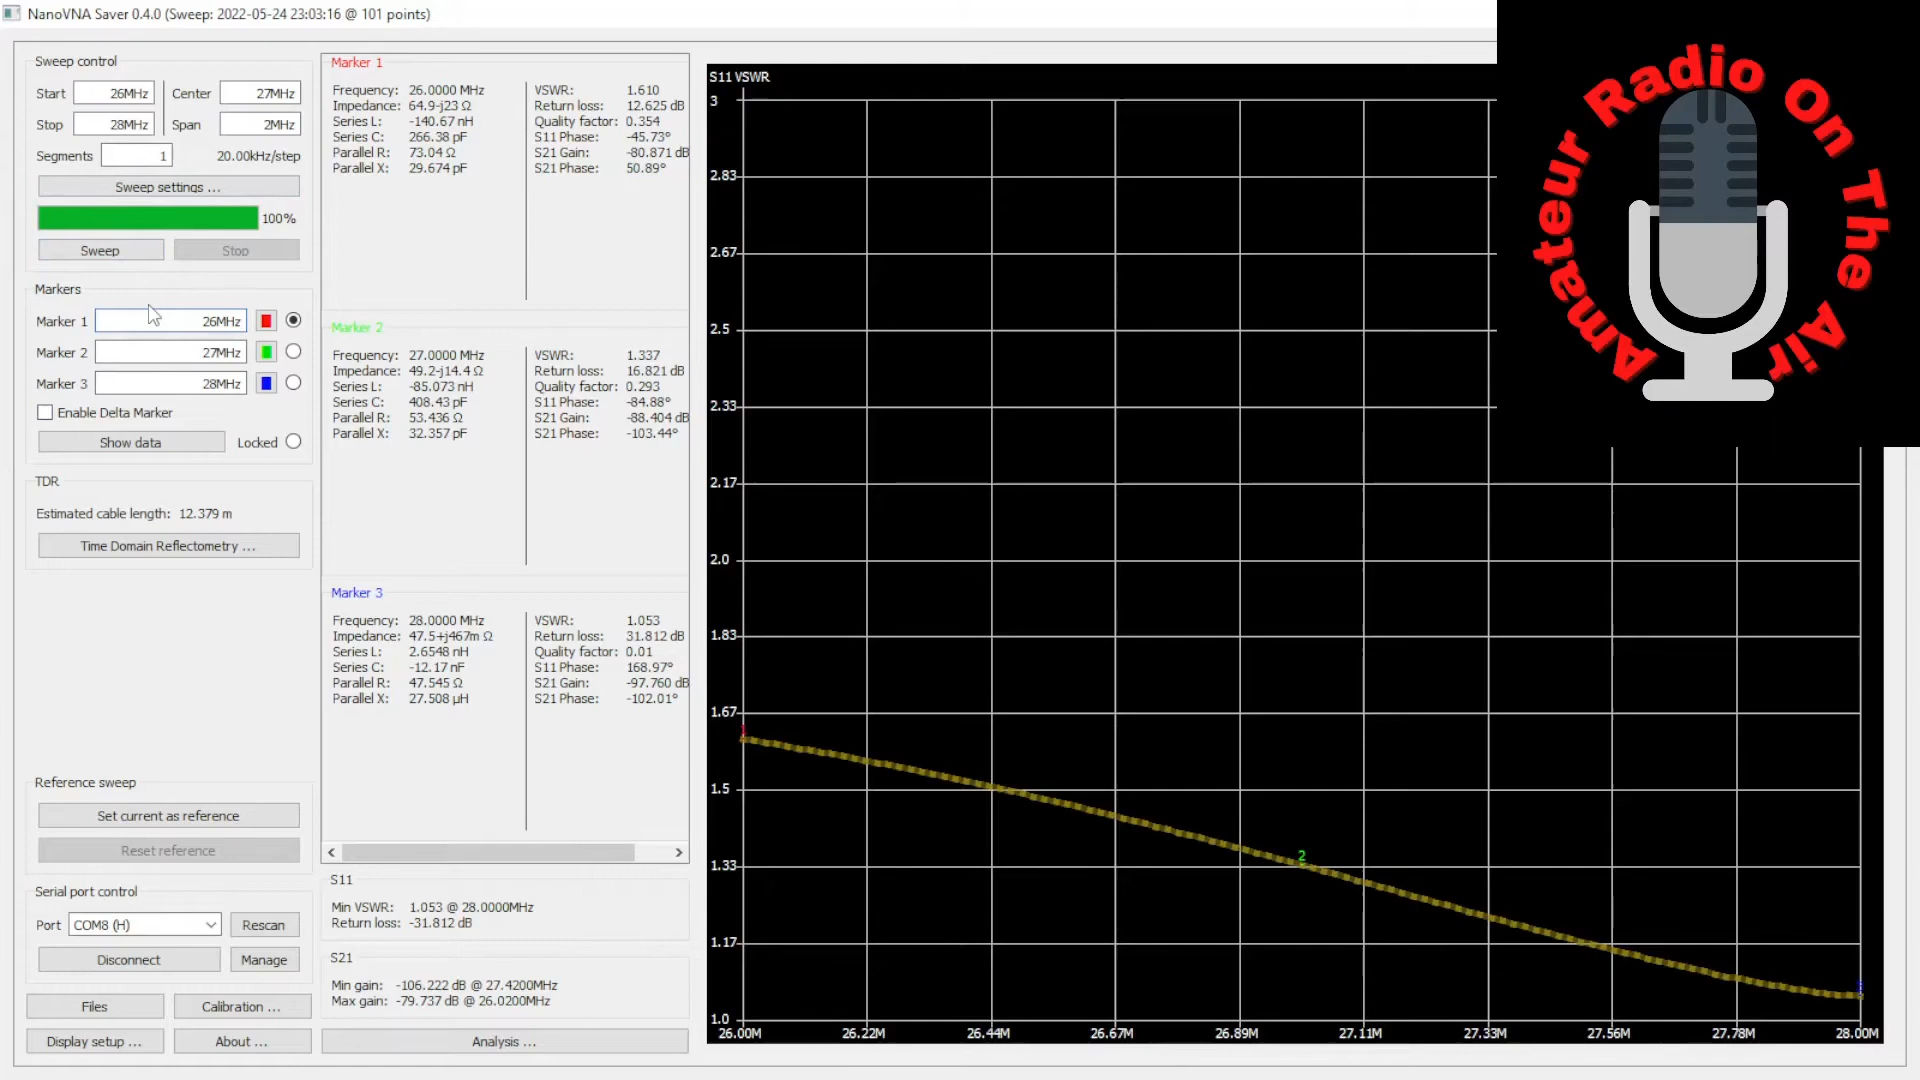 NanoVNA Saver 0.4.0 (Sweep: 2022-05-24 23:03:16 @ 101 points)
Sweep control
Start 26MHz Center 27MHz
Stop 28MHz Span 2MHz
Segments 1 20.00kHz/step
Sweep settings ...
100%
Sweep Stop
Markers
Marker 1 26MHz
Marker 2 27MHz
Marker 3 28MHz
Enable Delta Marker
Show data Locked
TDR
Estimated cable length: 12.379 m
Time Domain Reflectometry ...
Reference sweep
Set current as reference
Reset reference
Serial port control
Port COM8 (H) Rescan
Disconnect Manage
Files Calibration ...
Display setup ... About ...
Marker 1
Frequency: 26.0000 MHz VSWR: 1.610
Impedance: 64.9-j23 Ω Return loss: 12.625 dB
Series L: -140.67 nH Quality factor: 0.354
Series C: 266.38 pF S11 Phase: -45.73°
Parallel R: 73.04 Ω S21 Gain: -80.871 dB
Parallel X: 29.674 pF S21 Phase: 50.89°
Marker 2
Frequency: 27.0000 MHz VSWR: 1.337
Impedance: 49.2-j14.4 Ω Return loss: 16.821 dB
Series L: -85.073 nH Quality factor: 0.293
Series C: 408.43 pF S11 Phase: -84.88°
Parallel R: 53.436 Ω S21 Gain: -88.404 dB
Parallel X: 32.357 pF S21 Phase: -103.44°
Marker 3
Frequency: 28.0000 MHz VSWR: 1.053
Impedance: 47.5+j467m Ω Return loss: 31.812 dB
Series L: 2.6548 nH Quality factor: 0.01
Series C: -12.17 nF S11 Phase: 168.97°
Parallel R: 47.545 Ω S21 Gain: -97.760 dB
Parallel X: 27.508 µH S21 Phase: -102.01°
S11
Min VSWR: 1.053 @ 28.0000MHz
Return loss: -31.812 dB
S21
Min gain: -106.222 dB @ 27.4200MHz
Max gain: -79.737 dB @ 26.0200MHz
Analysis ...
S11 VSWR
3
2.83
2.67
2.5
2.33
2.17
2.0
1.83
1.67
1
1.5
2
1.33
1.17
1.0
26.00M 26.22M 26.44M 26.67M 26.89M 27.11M 27.33M 27.56M 27.78M 28.00M
Amateur Radio On The Air